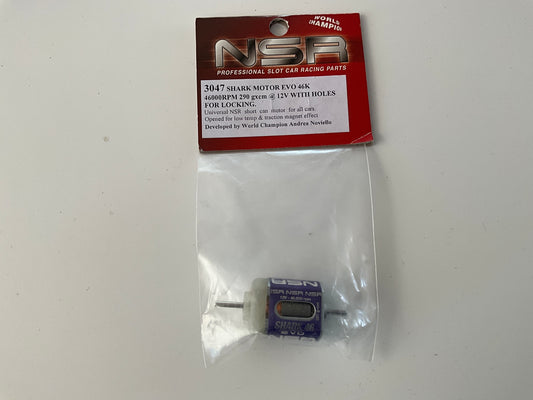 WORLD
CHAMPION
NSR
PROFESSIONAL SLOT CAR RACING PARTS
3047 SHARK MOTOR EVO 46K
46000RPM 290 gxcm @ 12V WITH HOLES
FOR LOCKING.
Universal NSR short can motor for all cars.
Opened for low temp & traction magnet effect
Developed by World Champion Andrea Noviello
NSR NSR NSR
SHARK 46
EVO